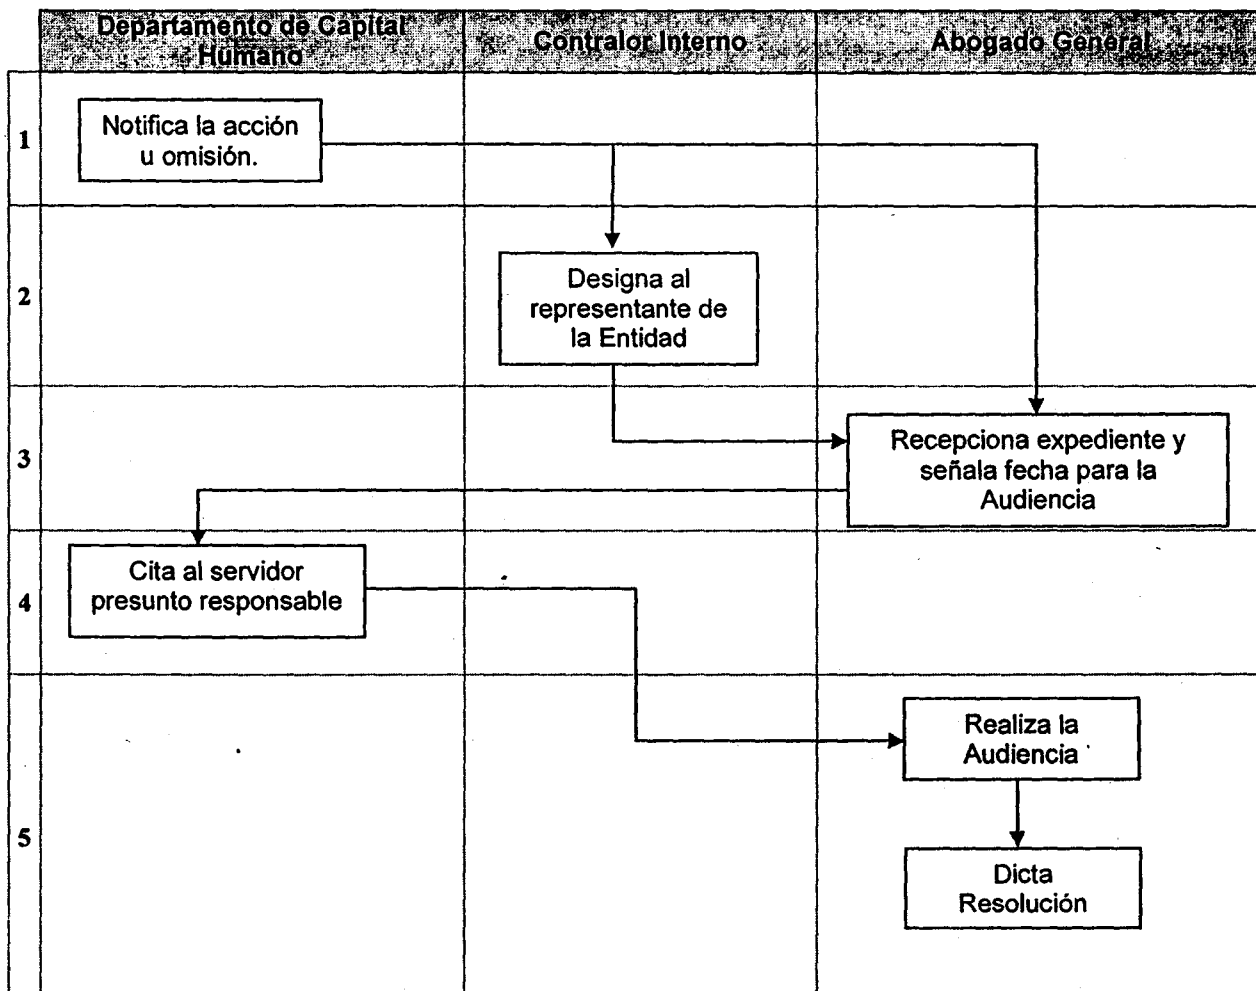 Departamento de Capital
Humano
Contralor Interno
Abogado General
1
Notifica la acción
u omisión.
2
Designa al
representante de
la Entidad
3
Recepciona expediente y
señala fecha para la
Audiencia
4
Cita al servidor
presunto responsable
5
Realiza la
Audiencia
Dicta
Resolución